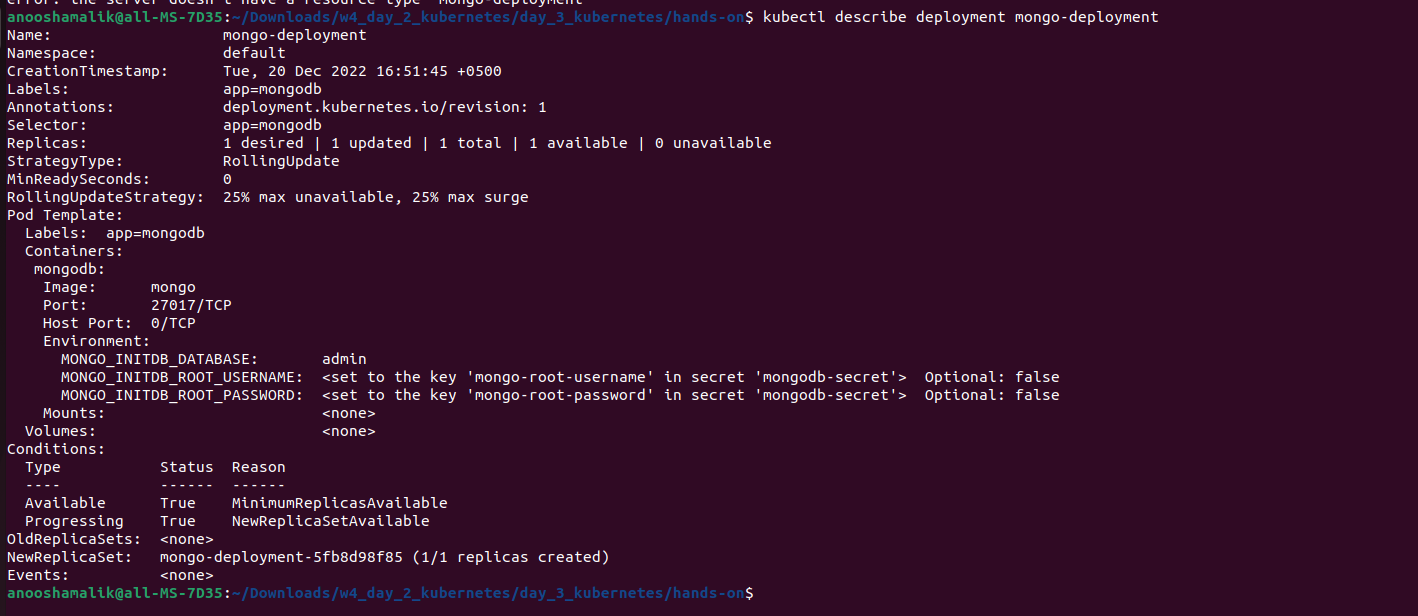 error: the server doesn't have a resource type "Mongo-deployment"
anooshamalik@all-MS-7D35:~/Downloads/w4_day_2_kubernetes/day_3_kubernetes/hands-on$ kubectl describe deployment mongo-deployment
Name:                   mongo-deployment
Namespace:              default
CreationTimestamp:      Tue, 20 Dec 2022 16:51:45 +0500
Labels:                 app=mongodb
Annotations:            deployment.kubernetes.io/revision: 1
Selector:               app=mongodb
Replicas:               1 desired | 1 updated | 1 total | 1 available | 0 unavailable
StrategyType:           RollingUpdate
MinReadySeconds:        0
RollingUpdateStrategy:  25% max unavailable, 25% max surge
Pod Template:
  Labels:  app=mongodb
  Containers:
   mongodb:
    Image:      mongo
    Port:       27017/TCP
    Host Port:  0/TCP
    Environment:
      MONGO_INITDB_DATABASE:       admin
      MONGO_INITDB_ROOT_USERNAME:  <set to the key 'mongo-root-username' in secret 'mongodb-secret'>  Optional: false
      MONGO_INITDB_ROOT_PASSWORD:  <set to the key 'mongo-root-password' in secret 'mongodb-secret'>  Optional: false
    Mounts:                        <none>
  Volumes:                         <none>
Conditions:
  Type           Status  Reason
  ----           ------  ------
  Available      True    MinimumReplicasAvailable
  Progressing    True    NewReplicaSetAvailable
OldReplicaSets:  <none>
NewReplicaSet:   mongo-deployment-5fb8d98f85 (1/1 replicas created)
Events:          <none>
anooshamalik@all-MS-7D35:~/Downloads/w4_day_2_kubernetes/day_3_kubernetes/hands-on$